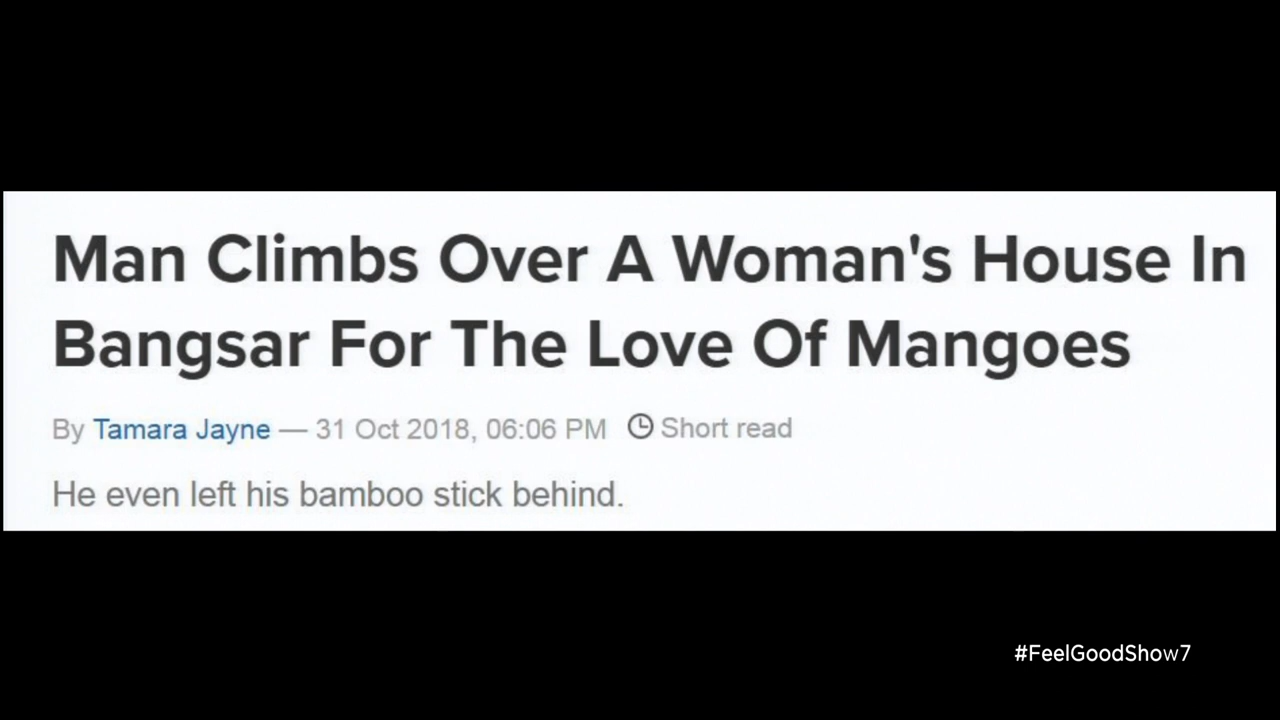 Man Climbs Over A Woman's House In
Bangsar For The Love Of Mangoes
By Tamara Jayne — 31 Oct 2018, 06:06 PM Short read
He even left his bamboo stick behind.
#FeelGoodShow7